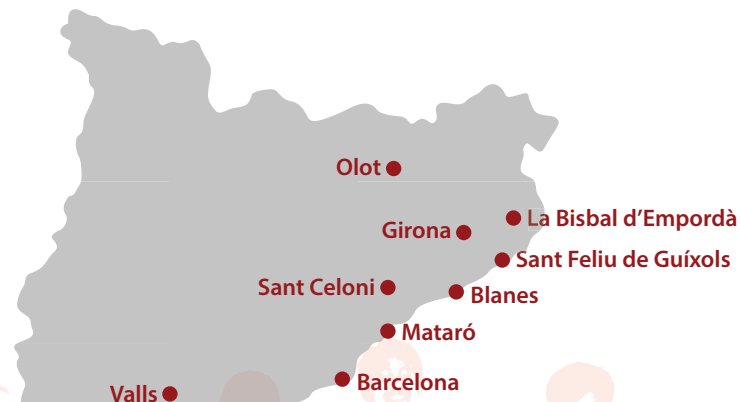 Olot
La Bisbal d'Empordà
Girona
Sant Feliu de Guíxols
Sant Celoni
Blanes
Mataró
Barcelona
Valls